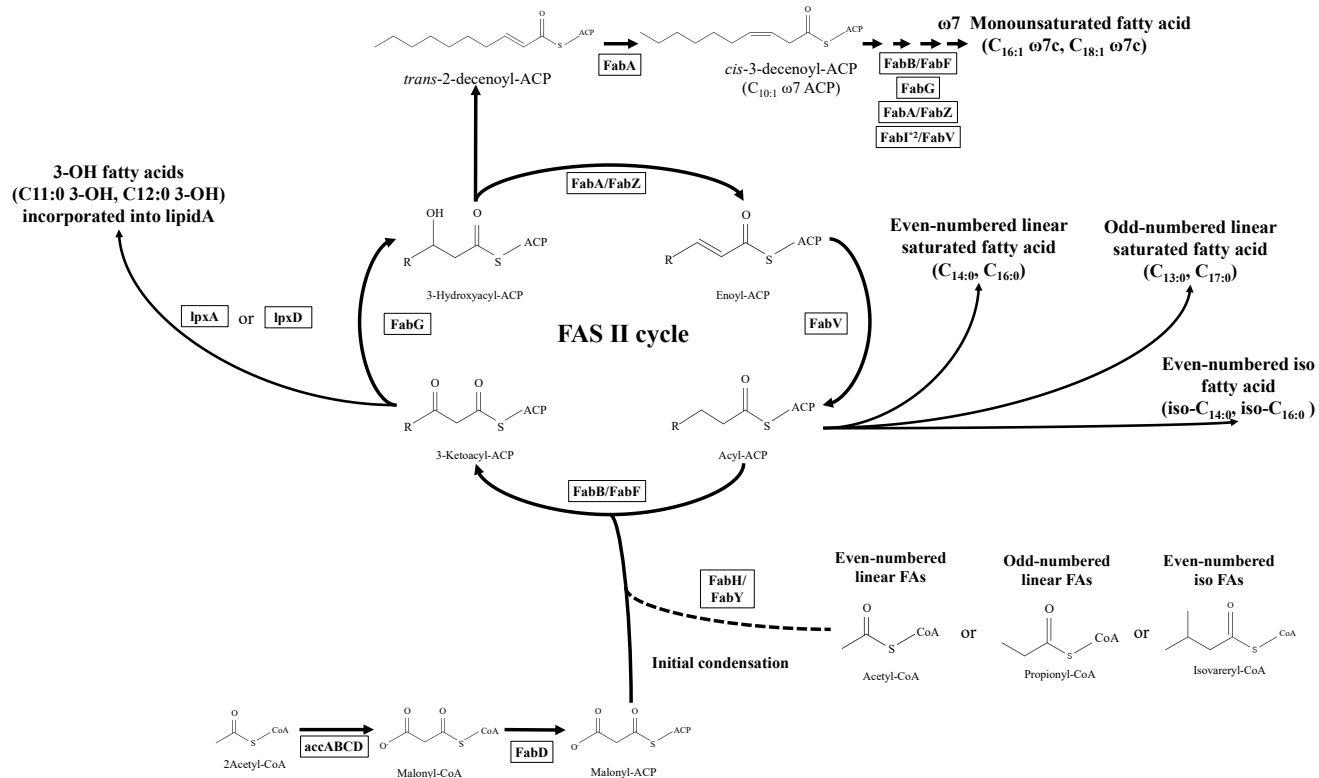 O
S
ACP
trans-2-decenoyl-ACP
FabA
O
S
ACP
cis-3-decenoyl-ACP
(C10:1 ω7 ACP)
ω7 Monounsaturated fatty acid
(C16:1 ω7c, C18:1 ω7c)
FabB/FabF
FabG
FabA/FabZ
FabI*2/FabV
3-OH fatty acids
(C11:0 3-OH, C12:0 3-OH)
incorporated into lipidA
FabA/FabZ
OH
O
R
S
ACP
3-Hydroxyacyl-ACP
O
R
S
ACP
Enoyl-ACP
Even-numbered linear
saturated fatty acid
(C14:0, C16:0)
Odd-numbered linear
saturated fatty acid
(C13:0, C17:0)
lpxA or lpxD
FabG
FAS II cycle
FabV
Even-numbered iso
fatty acid
(iso-C14:0, iso-C16:0 )
O
O
R
S
ACP
3-Ketoacyl-ACP
O
R
S
ACP
Acyl-ACP
FabB/FabF
FabH/
FabY
Initial condensation
Even-numbered
linear FAs
O
S
CoA
Acetyl-CoA
or
Odd-numbered
linear FAs
O
S
CoA
Propionyl-CoA
or
Even-numbered
iso FAs
O
S
CoA
Isovareryl-CoA
O
S
CoA
2Acetyl-CoA
accABCD
O
O
O-
S
CoA
Malonyl-CoA
FabD
O
O
O-
S
ACP
Malonyl-ACP